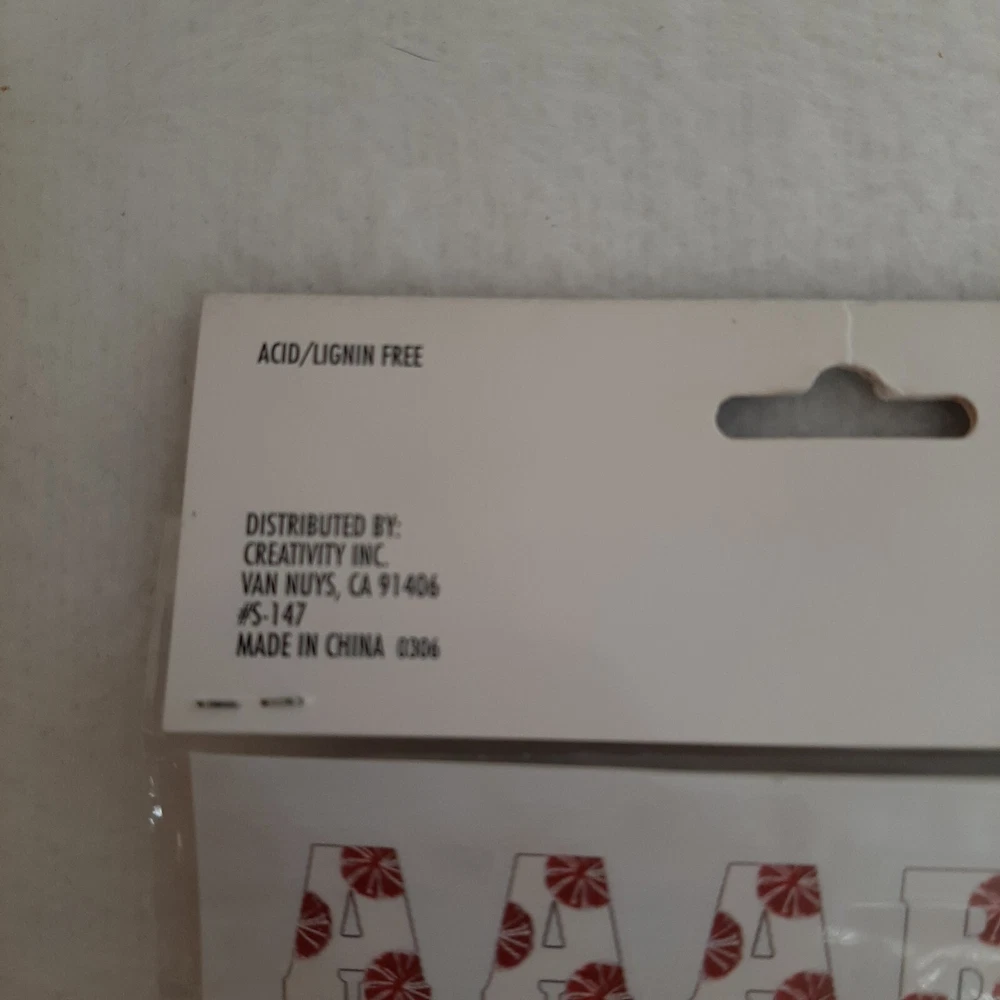 ACID/LIGNIN FREE
DISTRIBUTED BY:
CREATIVITY INC.
VAN NUYS, CA 91406
#S-147
MADE IN CHINA 0306
A A A B